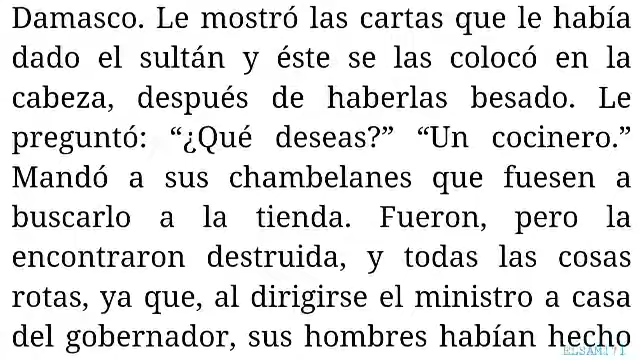 Damasco. Le mostró las cartas que le había
dado el sultán y éste se las colocó en la
cabeza, después de haberlas besado. Le
preguntó: “¿Qué deseas?” “Un cocinero.”
Mandó a sus chambelanes que fuesen a
buscarlo a la tienda. Fueron, pero la
encontraron destruida, y todas las cosas
rotas, ya que, al dirigirse el ministro a casa
del gobernador, sus hombres habían hecho